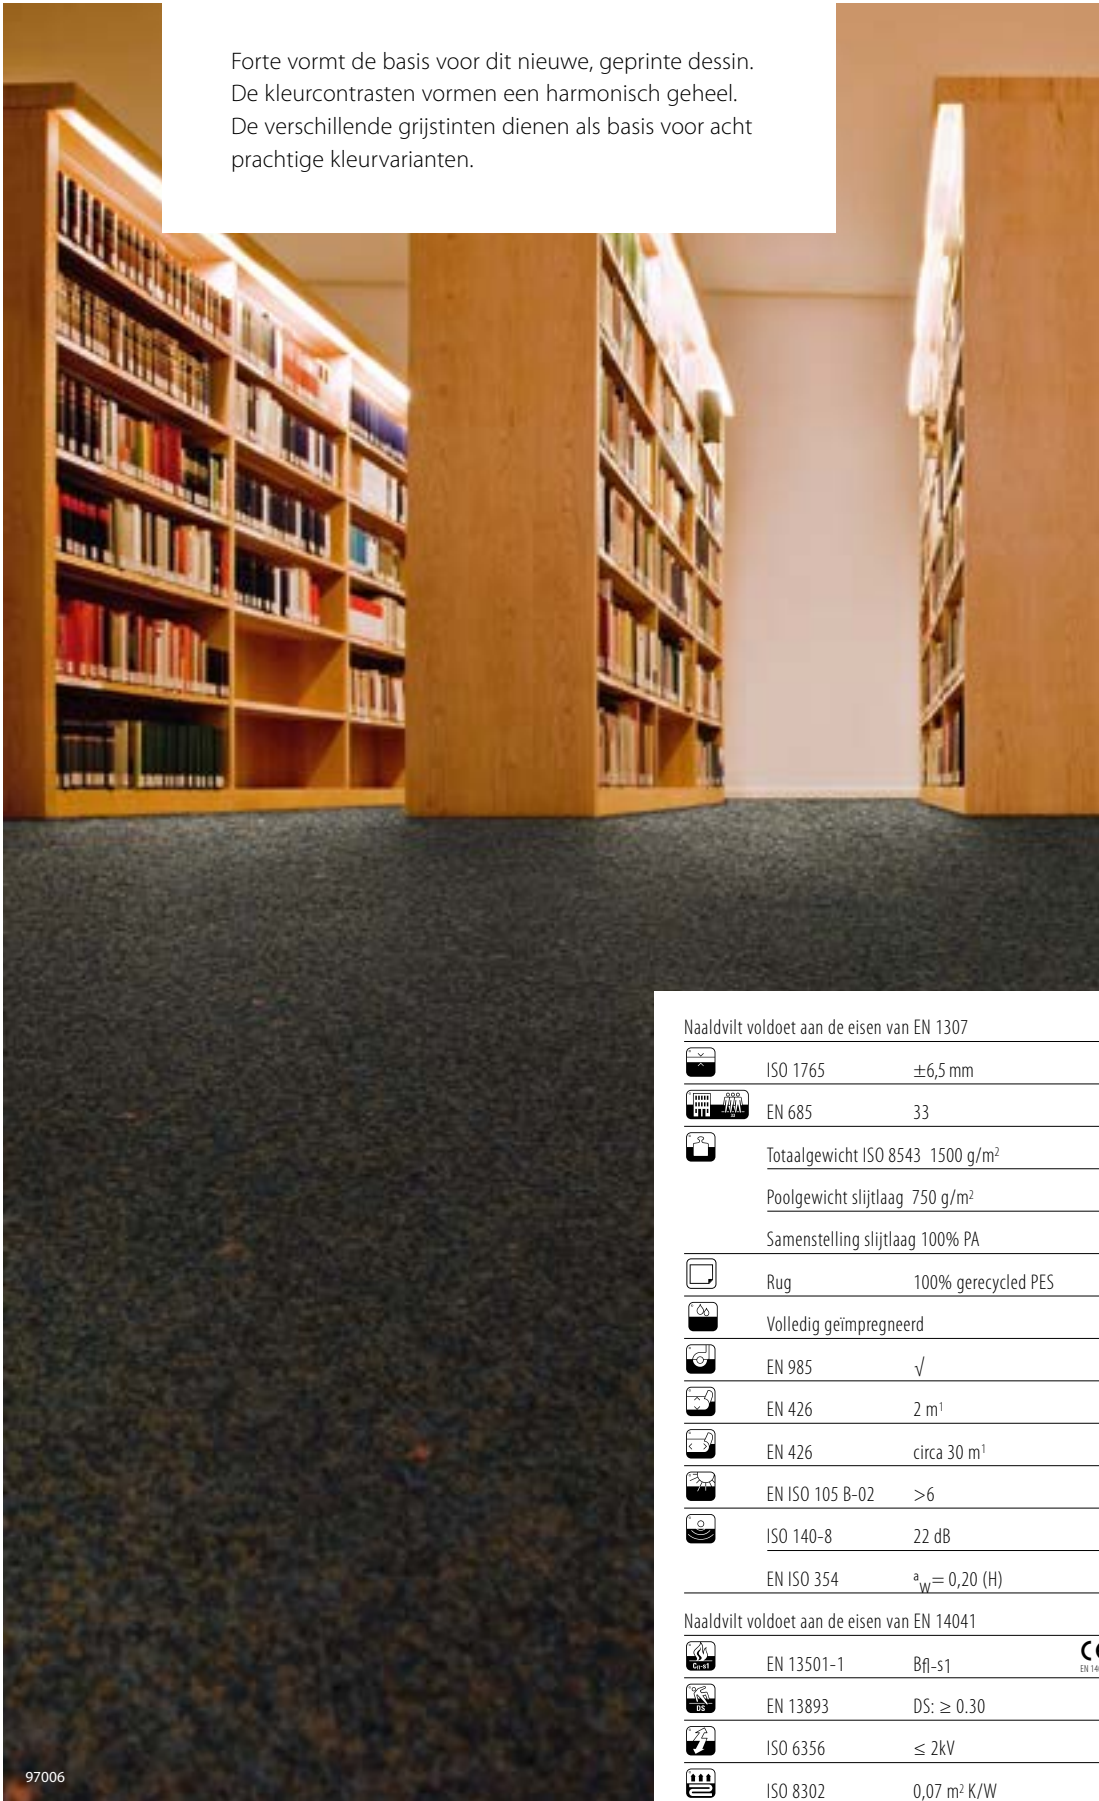 Forte vormt de basis voor dit nieuwe, geprinte dessin.
De kleurcontrasten vormen een harmonisch geheel.
De verschillende grijstinten dienen als basis voor acht
prachtige kleurvarianten.
Naaldvilt voldoet aan de eisen van EN 1307
ISO 1765 ±6,5 mm
EN 685 33
Totaalgewicht ISO 8543 1500 g/m²
Poolgewicht slijtlaag 750 g/m²
Samenstelling slijtlaag 100% PA
Rug 100% gerecycled PES
Volledig geïmpregneerd
EN 985 √
EN 426 2 m¹
EN 426 circa 30 m¹
EN ISO 105 B-02 >6
ISO 140-8 22 dB
EN ISO 354 ªw= 0,20 (H)
Naaldvilt voldoet aan de eisen van EN 14041
Cfl-s1 EN 13501-1 Bfl-s1 CE
DS EN 13893 DS: ≥ 0.30
ISO 6356 ≤ 2kV
ISO 8302 0,07 m² K/W
97006